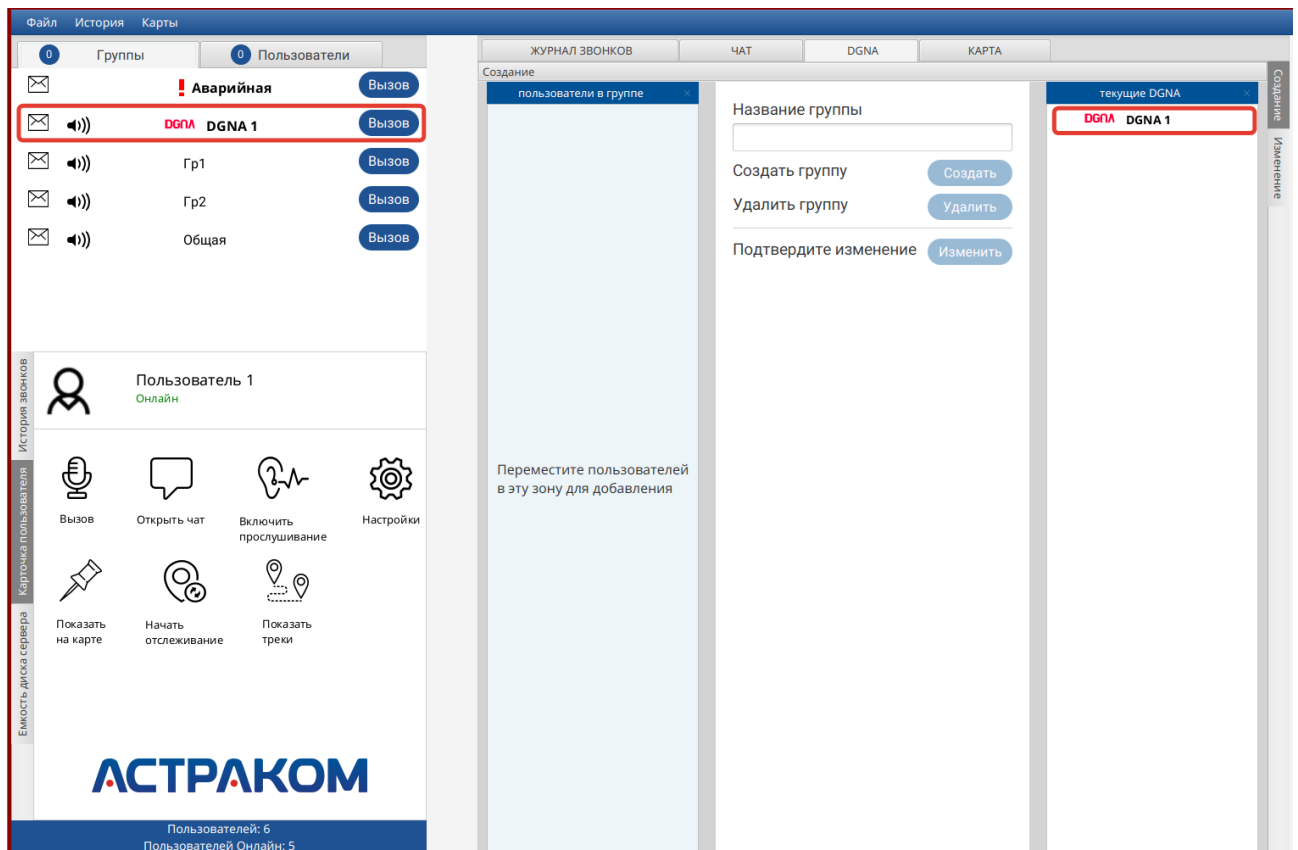 Файл История Карты
0 Группы 0 Пользователи
Аварийная Вызов
DGNA DGNA 1 Вызов
Гр1 Вызов
Гр2 Вызов
Общая Вызов
История звонков
Карточка пользователя
Емкость диска сервера
Пользователь 1
Онлайн
Вызов
Открыть чат
Включить
прослушивание
Настройки
Показать
на карте
Начать
отслеживание
Показать
треки
АСТРАКОМ
Пользователей: 6
Пользователей Онлайн: 5
ЖУРНАЛ ЗВОНКОВ ЧАТ DGNA КАРТА
Создание
пользователи в группе ×
Переместите пользователей
в эту зону для добавления
Название группы
Создать группу Создать
Удалить группу Удалить
Подтвердите изменение Изменить
текущие DGNA ×
DGNA DGNA 1
Создание
Изменение